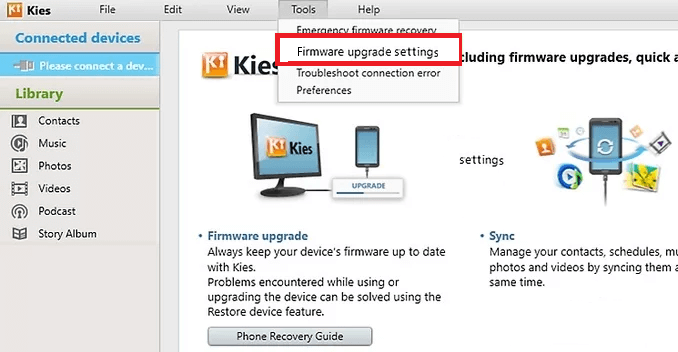 Kies File Edit View Tools Help
Connected devices
Please connect a dev...
Library
Contacts
Music
Photos
Videos
Podcast
Story Album
Emergency firmware recovery
Firmware upgrade settings
Troubleshoot connection error
Preferences
Kies
cluding firmware upgrades, quick a
Kies
UPGRADE
settings
Firmware upgrade
Always keep your device's firmware up to date
with Kies.
Problems encountered while using or
upgrading the device can be solved using the
Restore device feature.
Phone Recovery Guide
Sync
Manage your contacts, schedules, mu
photos and videos by syncing them a
same time.